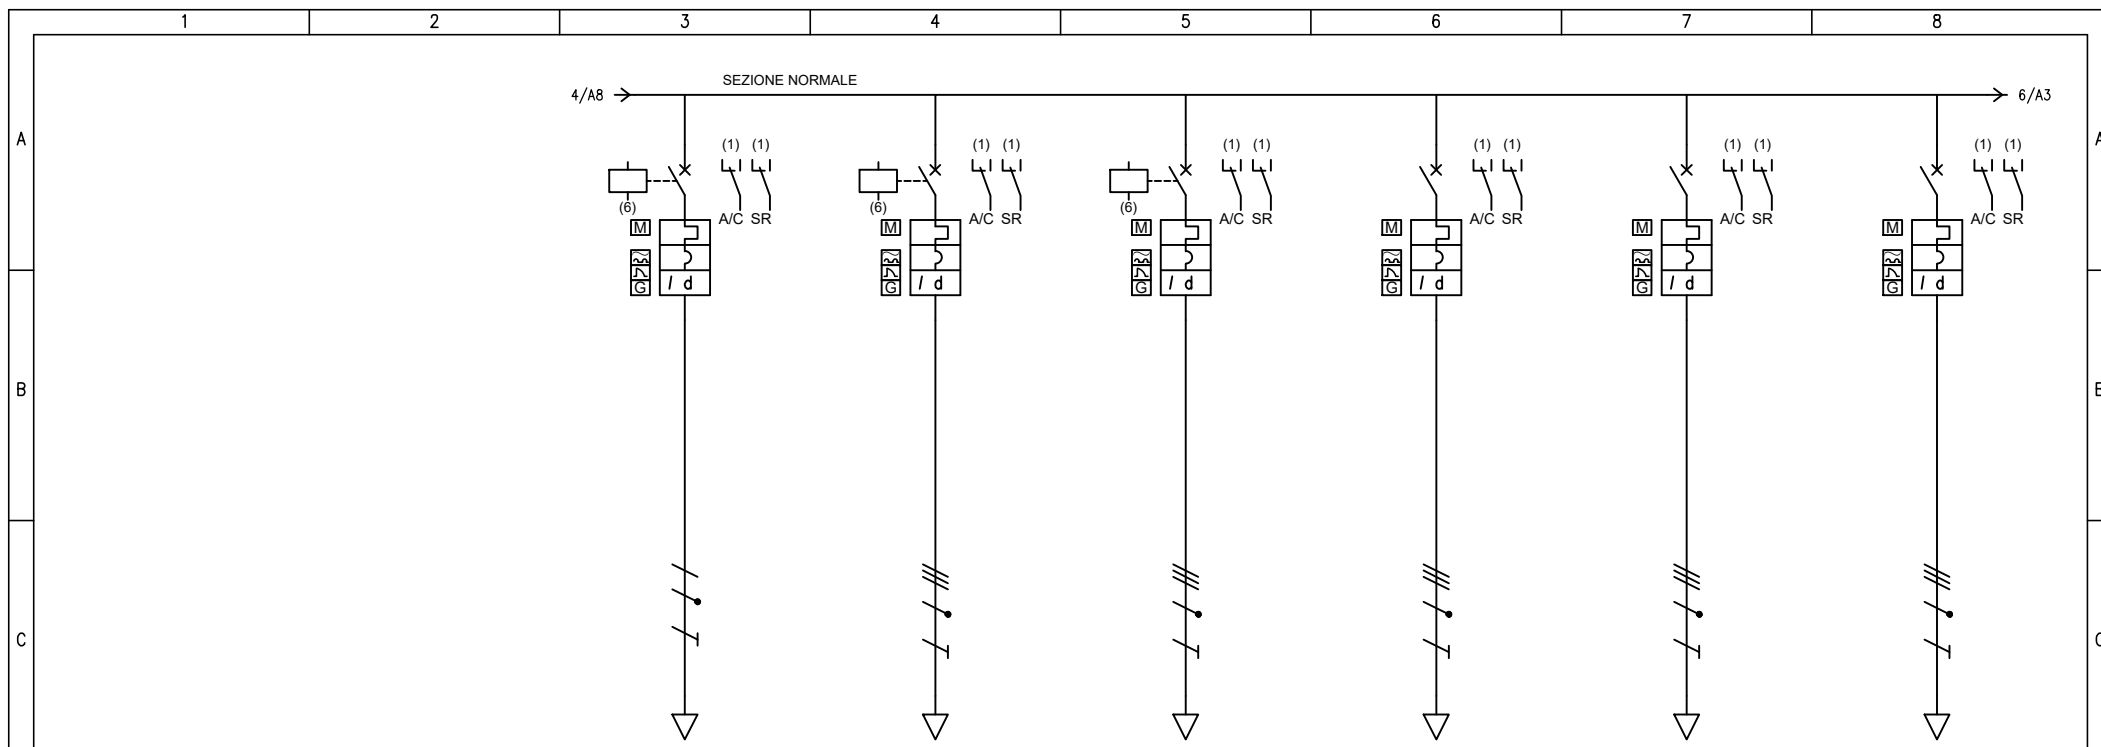 1 2 3 4 5 6 7 8
SEZIONE NORMALE
4/A8 6/A3
A A
(1) (1) (1) (1) (1) (1) (1) (1) (1) (1) (1) (1)
(6) (6) (6)
A/C SR A/C SR A/C SR A/C SR A/C SR A/C SR
M M M M M M
I d I d I d I d I d I d
G G G G G G
B B
C C